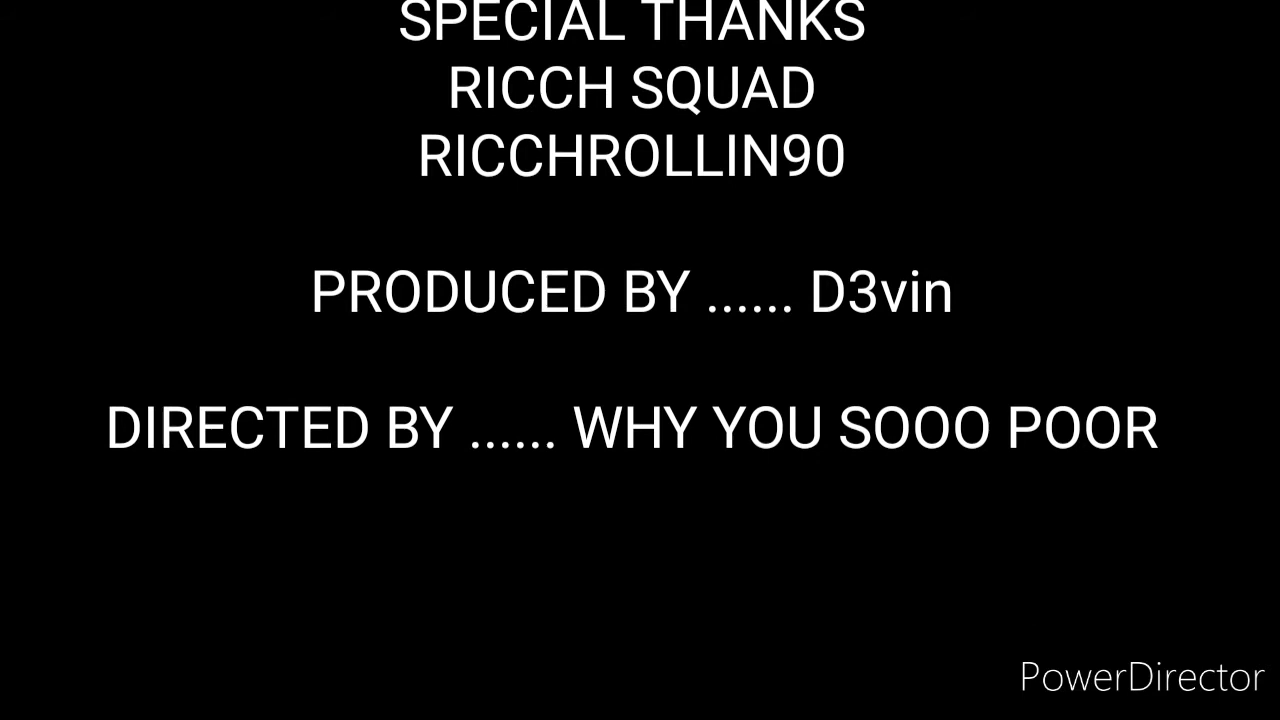 SPECIAL THANKS
RICCH SQUAD
RICCHROLLIN90
PRODUCED BY ...... D3vin
DIRECTED BY ...... WHY YOU SOOO POOR
PowerDirector